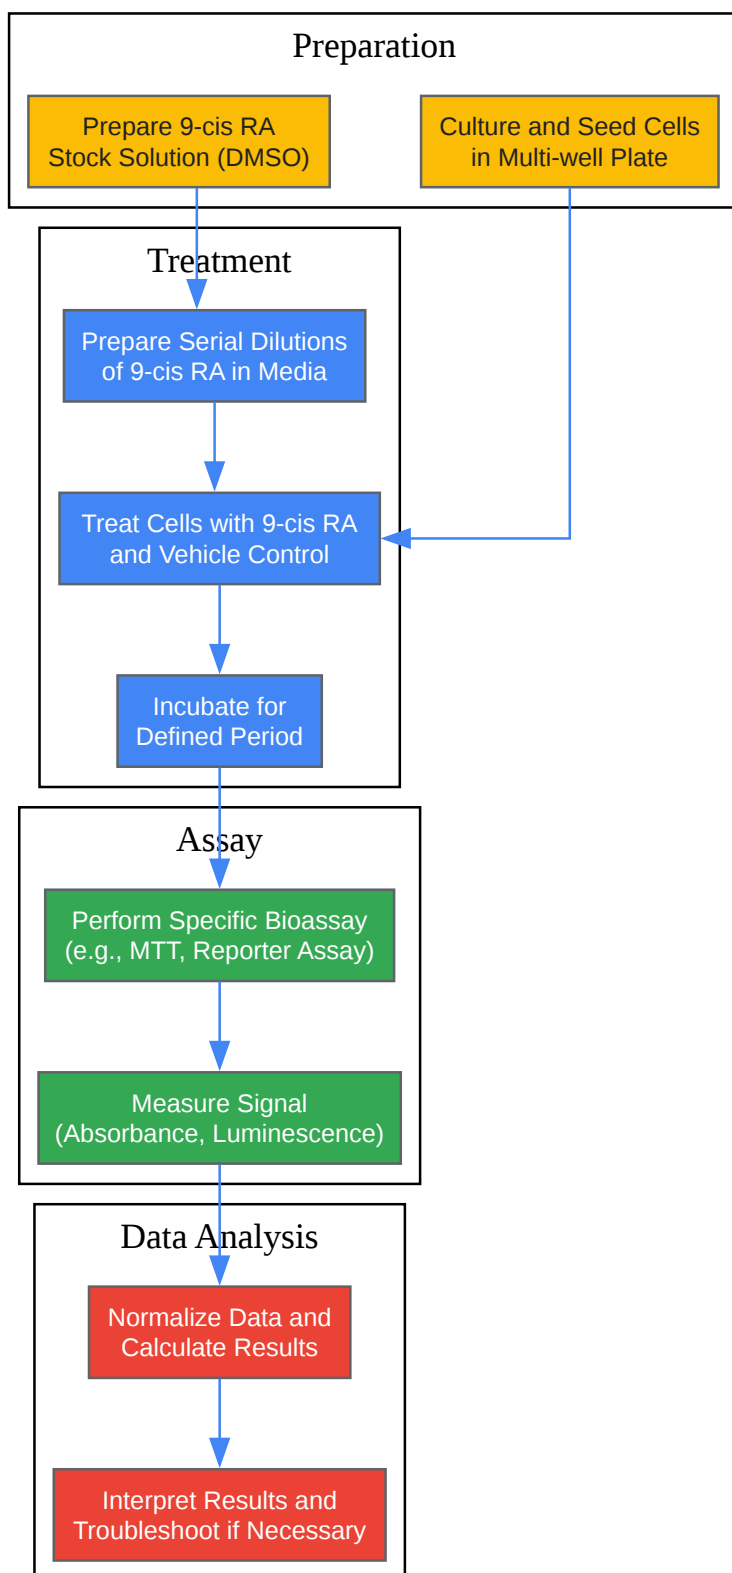 Preparation
Prepare 9-cis RA
Stock Solution (DMSO)
Culture and Seed Cells
in Multi-well Plate
Treatment
Prepare Serial Dilutions
of 9-cis RA in Media
Treat Cells with 9-cis RA
and Vehicle Control
Incubate for
Defined Period
Assay
Perform Specific Bioassay
(e.g., MTT, Reporter Assay)
Measure Signal
(Absorbance, Luminescence)
Data Analysis
Normalize Data and
Calculate Results
Interpret Results and
Troubleshoot if Necessary